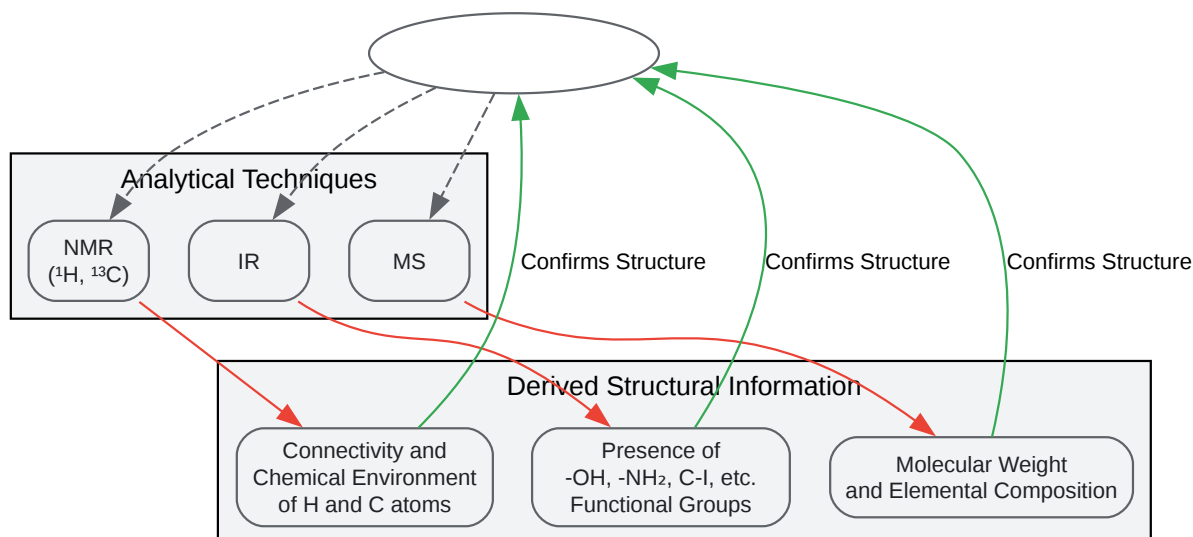 Analytical Techniques
NMR
(¹H, ¹³C)
IR
MS
Confirms Structure
Confirms Structure
Confirms Structure
Derived Structural Information
Connectivity and
Chemical Environment
of H and C atoms
Presence of
-OH, -NH₂, C-I, etc.
Functional Groups
Molecular Weight
and Elemental Composition